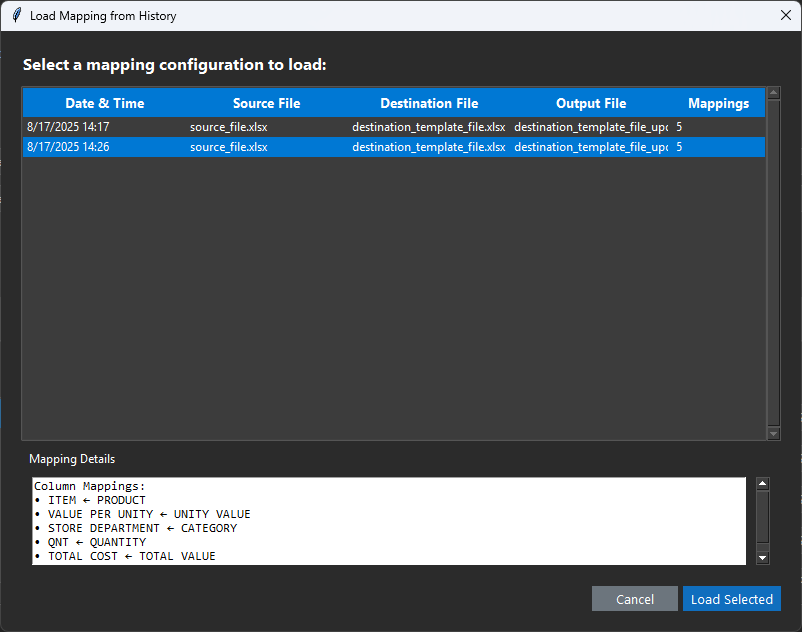 Load Mapping from History
Select a mapping configuration to load:
Date & Time Source File Destination File Output File Mappings
8/17/2025 14:17 source_file.xlsx destination_template_file.xlsx destination_template_file_upc 5
8/17/2025 14:26 source_file.xlsx destination_template_file.xlsx destination_template_file_upc 5
Mapping Details
Column Mappings:
• ITEM ← PRODUCT
• VALUE PER UNITY ← UNITY VALUE
• STORE DEPARTMENT ← CATEGORY
• QNT ← QUANTITY
• TOTAL COST ← TOTAL VALUE
Cancel Load Selected